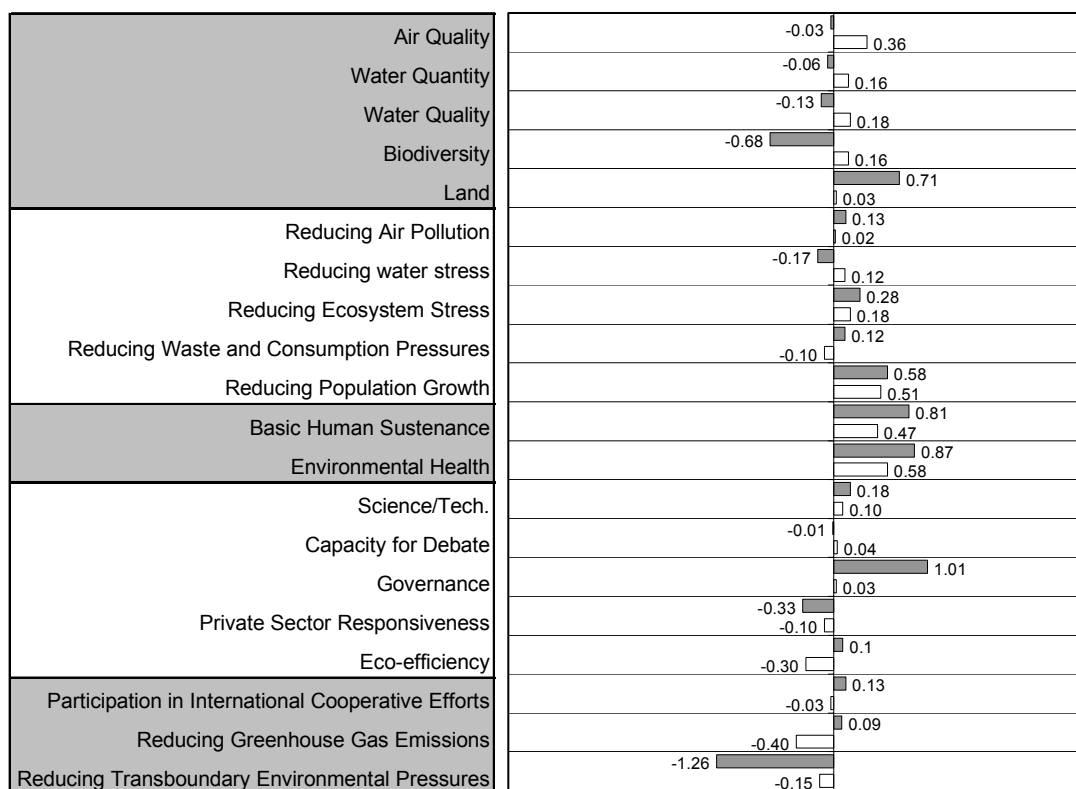 Air Quality
-0.03
0.36
Water Quantity
-0.06
0.16
Water Quality
-0.13
0.18
Biodiversity
-0.68
0.16
Land
0.71
0.03
Reducing Air Pollution
0.13
0.02
Reducing water stress
-0.17
0.12
Reducing Ecosystem Stress
0.28
0.18
Reducing Waste and Consumption Pressures
0.12
-0.10
Reducing Population Growth
0.58
0.51
Basic Human Sustenance
0.81
0.47
Environmental Health
0.87
0.58
Science/Tech.
0.18
0.10
Capacity for Debate
-0.01
0.04
Governance
1.01
0.03
Private Sector Responsiveness
-0.33
-0.10
Eco-efficiency
0.1
-0.30
Participation in International Cooperative Efforts
0.13
-0.03
Reducing Greenhouse Gas Emissions
0.09
-0.40
Reducing Transboundary Environmental Pressures
-1.26
-0.15